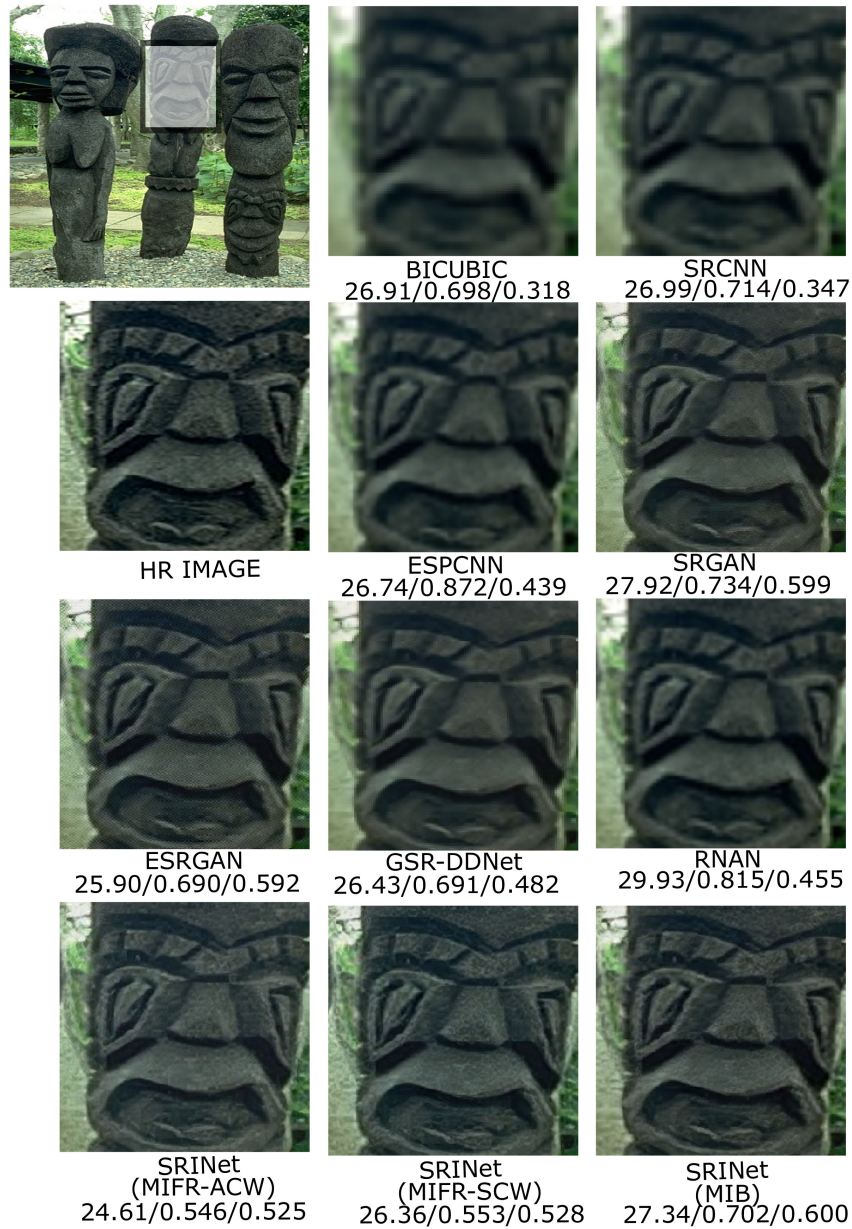 BICUBIC
26.91/0.698/0.318
SRCNN
26.99/0.714/0.347
HR IMAGE
ESPCNN
26.74/0.872/0.439
SRGAN
27.92/0.734/0.599
ESRGAN
25.90/0.690/0.592
GSR-DDNet
26.43/0.691/0.482
RNAN
29.93/0.815/0.455
SRINet
(MIFR-ACW)
24.61/0.546/0.525
SRINet
(MIFR-SCW)
26.36/0.553/0.528
SRINet
(MIB)
27.34/0.702/0.600